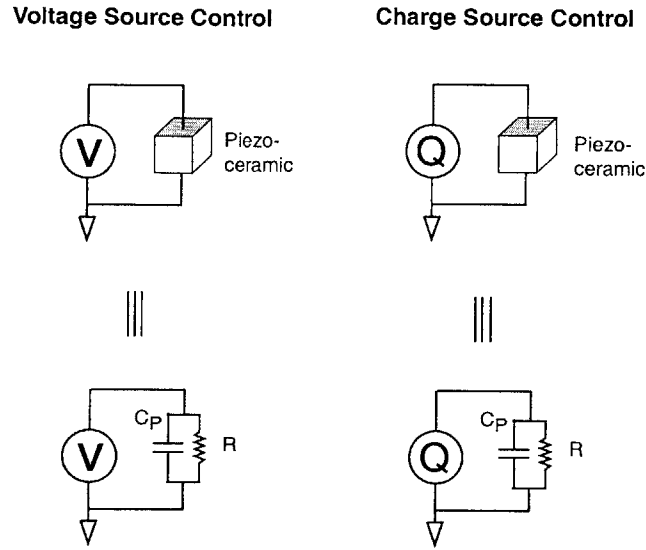 Voltage Source Control
Charge Source Control
V
Piezo-
ceramic
Q
Piezo-
ceramic
V
CP
R
Q
CP
R